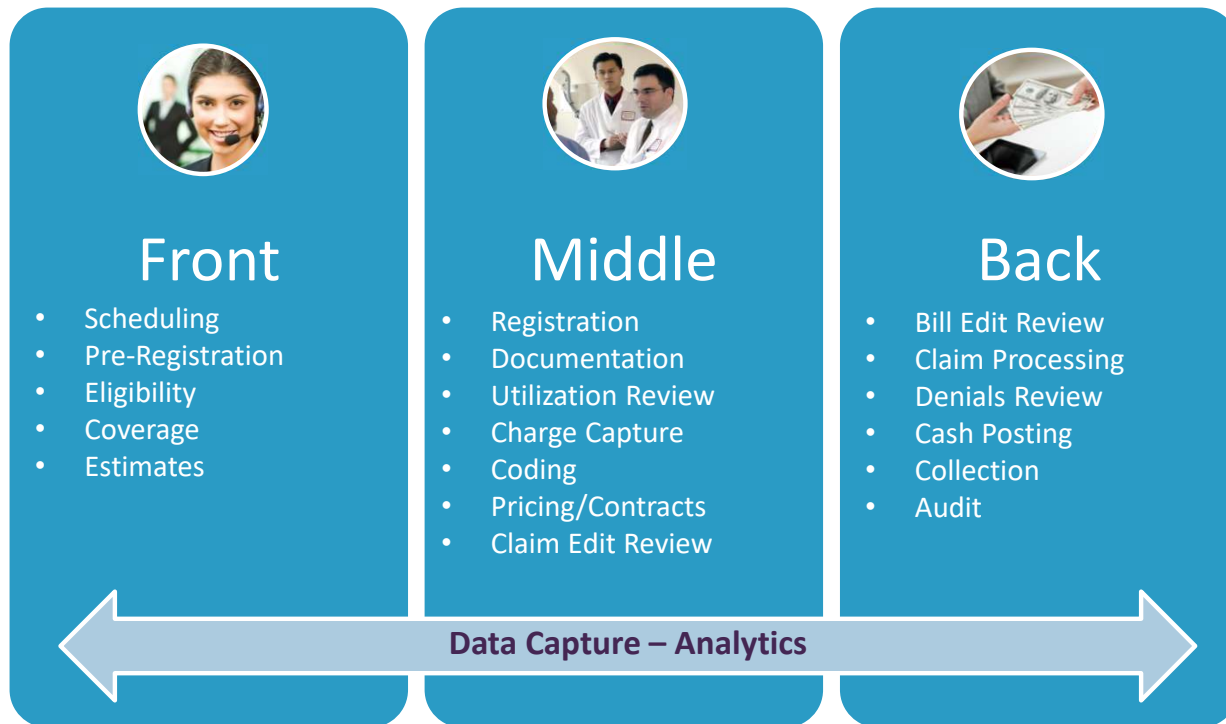 Front
• Scheduling
• Pre-Registration
• Eligibility
• Coverage
• Estimates
Middle
• Registration
• Documentation
• Utilization Review
• Charge Capture
• Coding
• Pricing/Contracts
• Claim Edit Review
Back
• Bill Edit Review
• Claim Processing
• Denials Review
• Cash Posting
• Collection
• Audit
Data Capture – Analytics